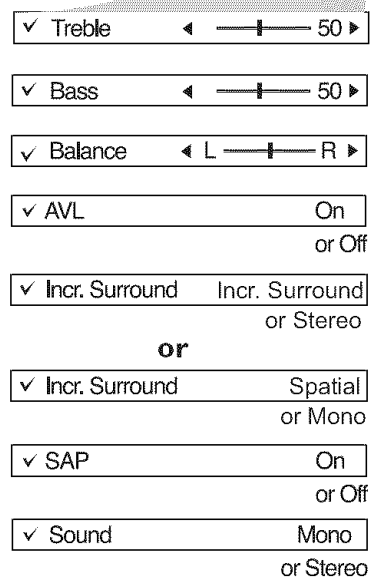 ✓ Treble ◂ 50 ▸
✓ Bass ◂ 50 ▸
✓ Balance ◂ L R ▸
✓ AVL On
or Off
✓ Incr. Surround Incr. Surround
or Stereo
or
✓ Incr. Surround Spatial
or Mono
✓ SAP On
or Off
✓ Sound Mono
or Stereo